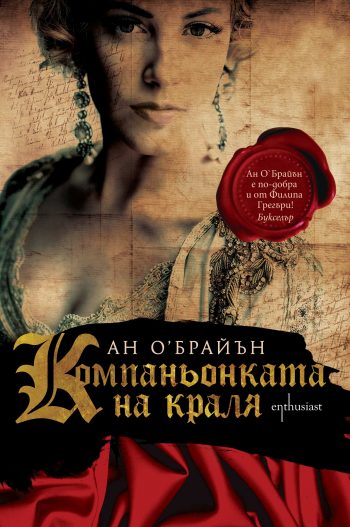 Ан О`Брайън
е по-добра
и от Филипа
Грегъри!
Букселър
АН О’БРАЙЪН
Компаньонката
на краля
enthusiast